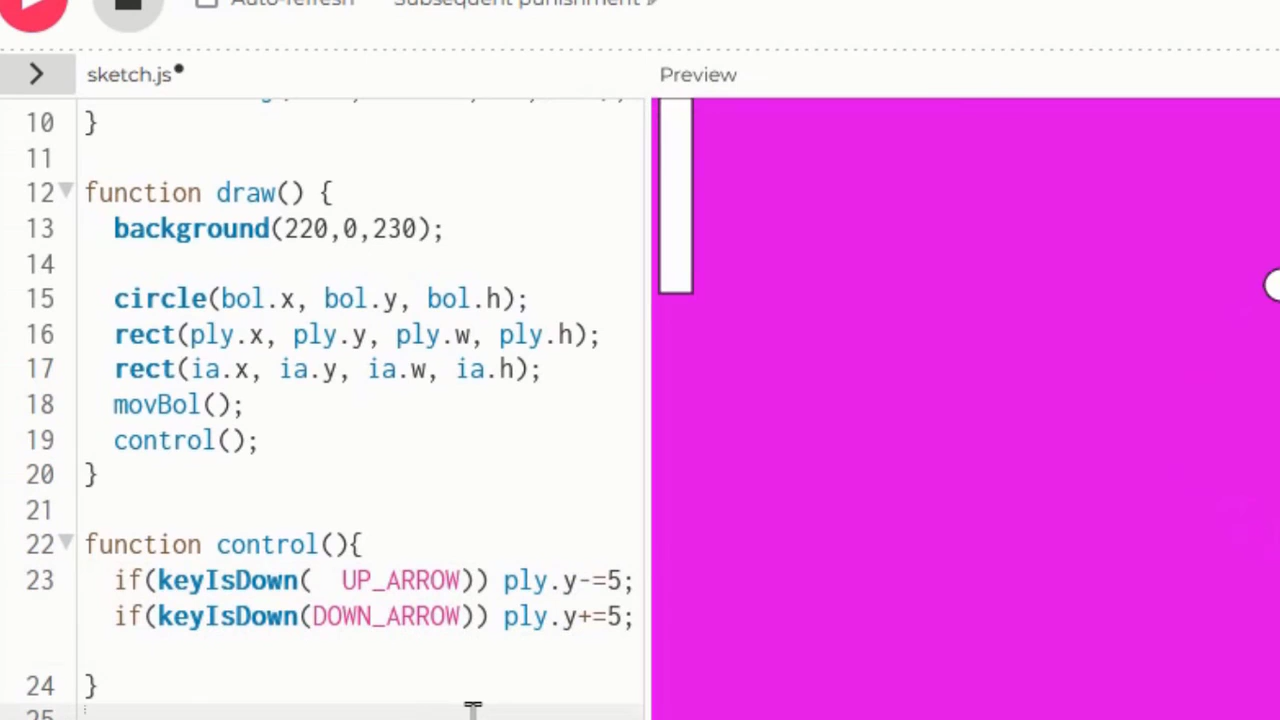 Auto-refresh Subsequent punishment
sketch.js Preview
10 }
11
12 function draw() {
13 background(220,0,230);
14
15 circle(bol.x, bol.y, bol.h);
16 rect(ply.x, ply.y, ply.w, ply.h);
17 rect(ia.x, ia.y, ia.w, ia.h);
18 movBol();
19 control();
20 }
21
22 function control(){
23 if(keyIsDown(  UP_ARROW)) ply.y-=5;
if(keyIsDown(DOWN_ARROW)) ply.y+=5;
24 }
25